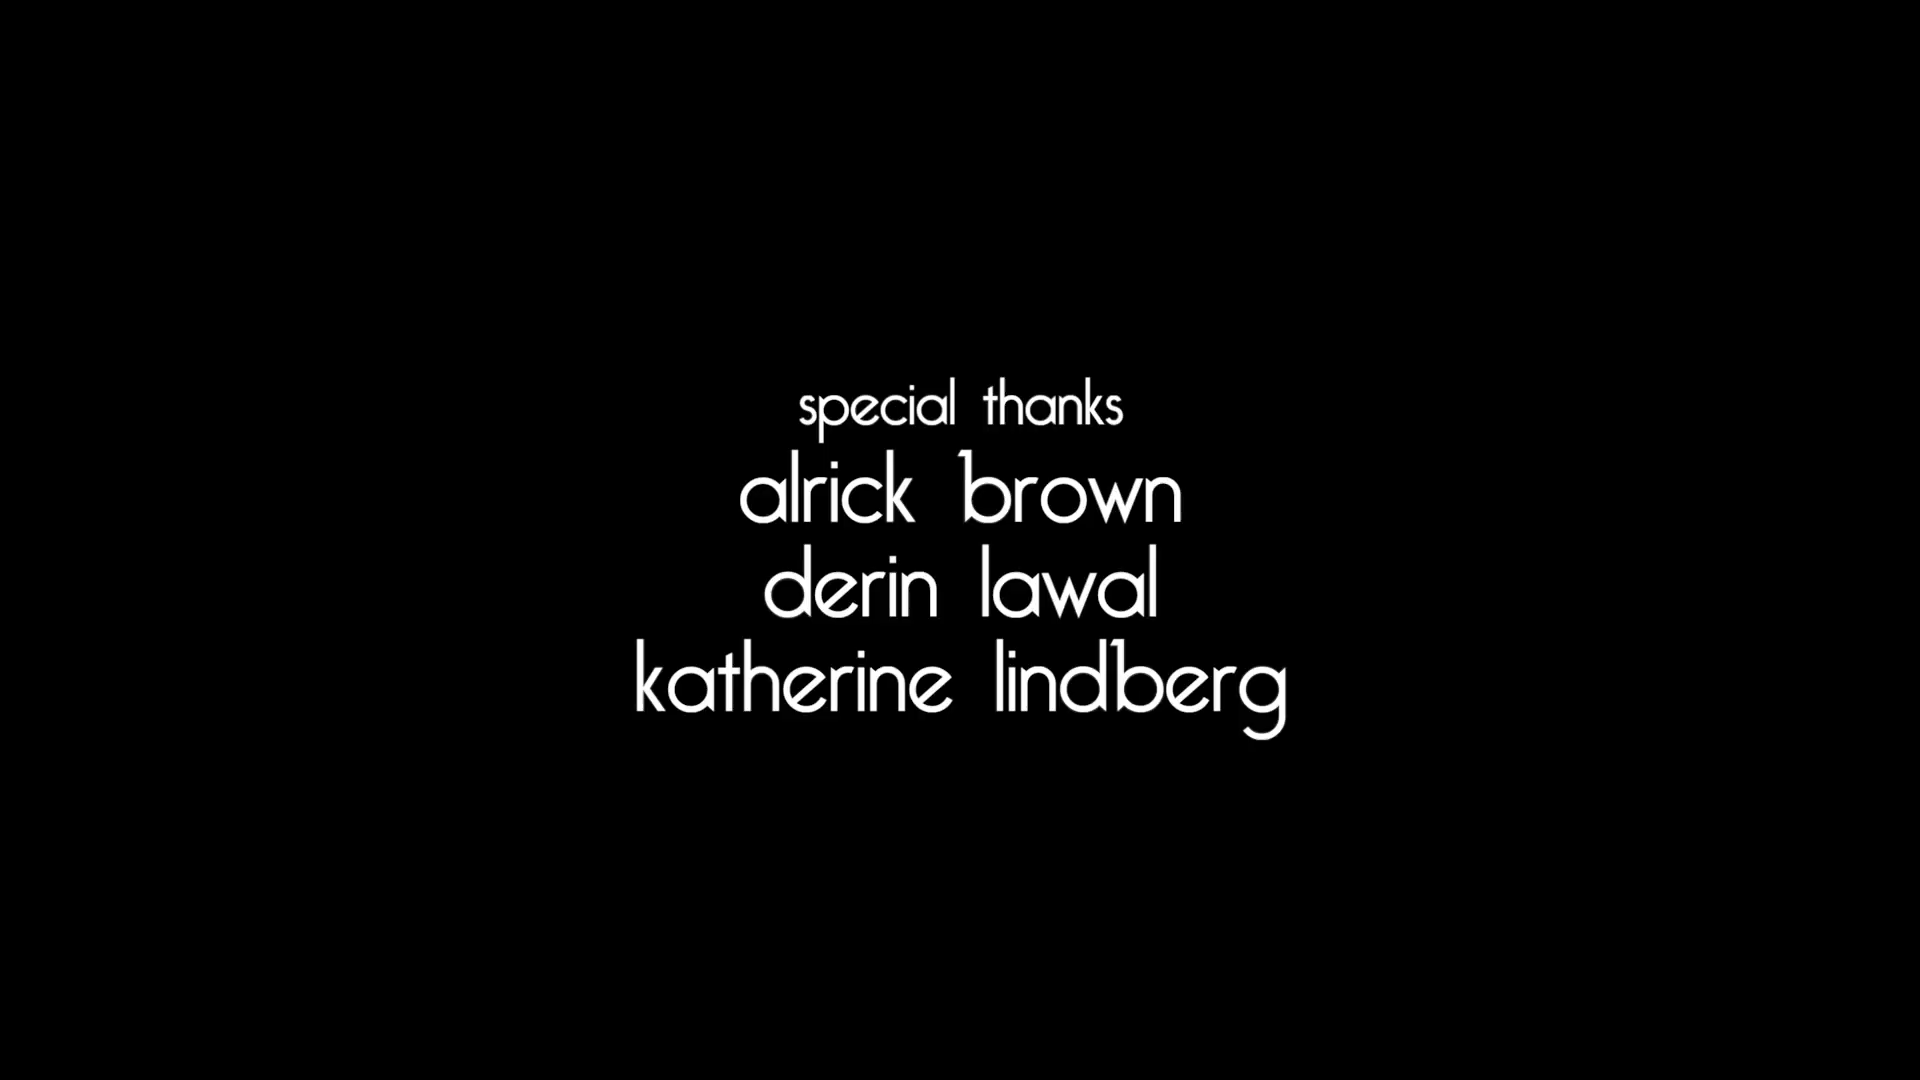 special thanks
alrick brown
derin lawal
katherine lindberg